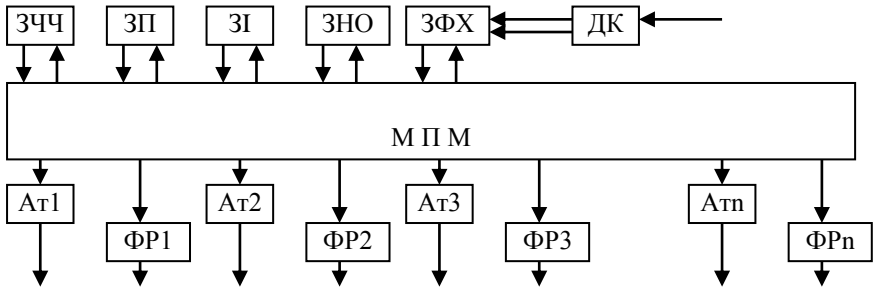 ЗЧЧ ЗП ЗІ ЗНО ЗФХ ДК
М П М
Ат1 Ат2 Ат3 Атn
ФР1 ФР2 ФР3 ФРn